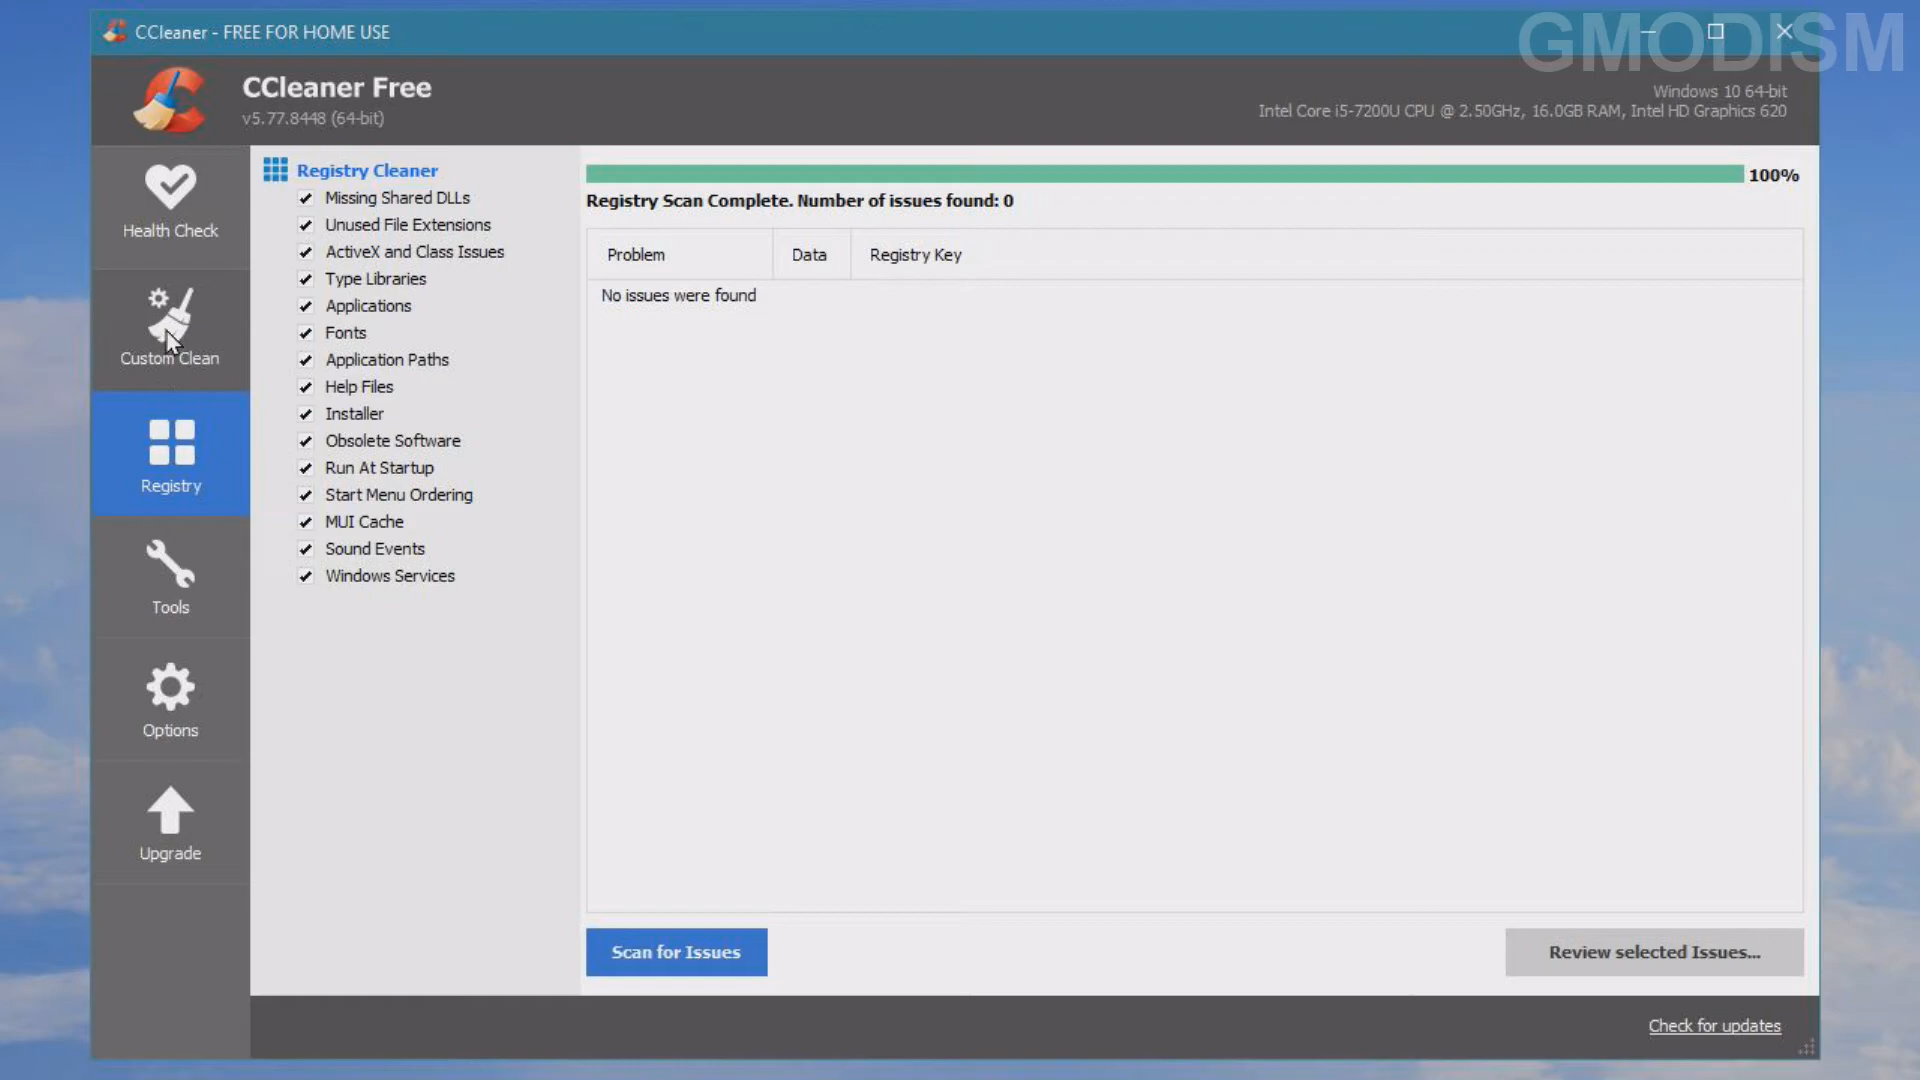 CCleaner - FREE FOR HOME USE
GMODISM
CCleaner Free
v5.77.8448 (64-bit)
Windows 10 64-bit
Intel Core i5-7200U CPU @ 2.50GHz, 16.0GB RAM, Intel HD Graphics 620
Health Check
Custom Clean
Registry
Tools
Options
Upgrade
Registry Cleaner
Missing Shared DLLs
Unused File Extensions
ActiveX and Class Issues
Type Libraries
Applications
Fonts
Application Paths
Help Files
Installer
Obsolete Software
Run At Startup
Start Menu Ordering
MUI Cache
Sound Events
Windows Services
100%
Registry Scan Complete. Number of issues found: 0
Problem Data Registry Key
No issues were found
Scan for Issues
Review selected Issues...
Check for updates